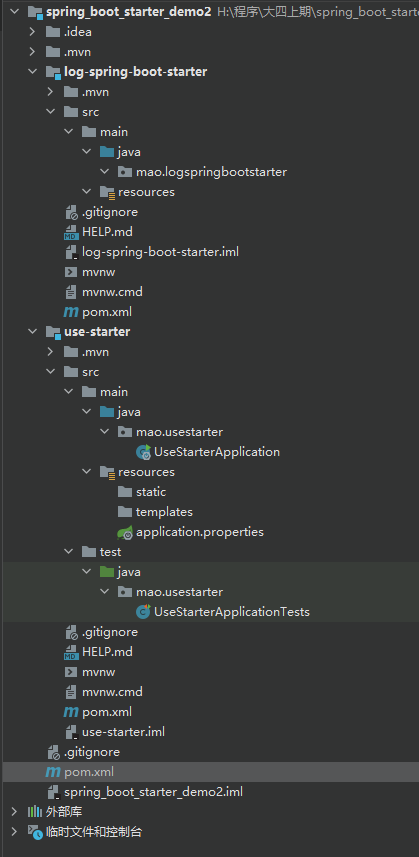 spring_boot_starter_demo2 H:\程序\大四上期\spring_boot_starte
.idea
.mvn
log-spring-boot-starter
.mvn
src
main
java
mao.logspringbootstarter
resources
.gitignore
HELP.md
log-spring-boot-starter.iml
mvnw
mvnw.cmd
pom.xml
use-starter
.mvn
src
main
java
mao.usestarter
UseStarterApplication
resources
static
templates
application.properties
test
java
mao.usestarter
UseStarterApplicationTests
.gitignore
HELP.md
mvnw
mvnw.cmd
pom.xml
use-starter.iml
.gitignore
pom.xml
spring_boot_starter_demo2.iml
外部库
临时文件和控制台